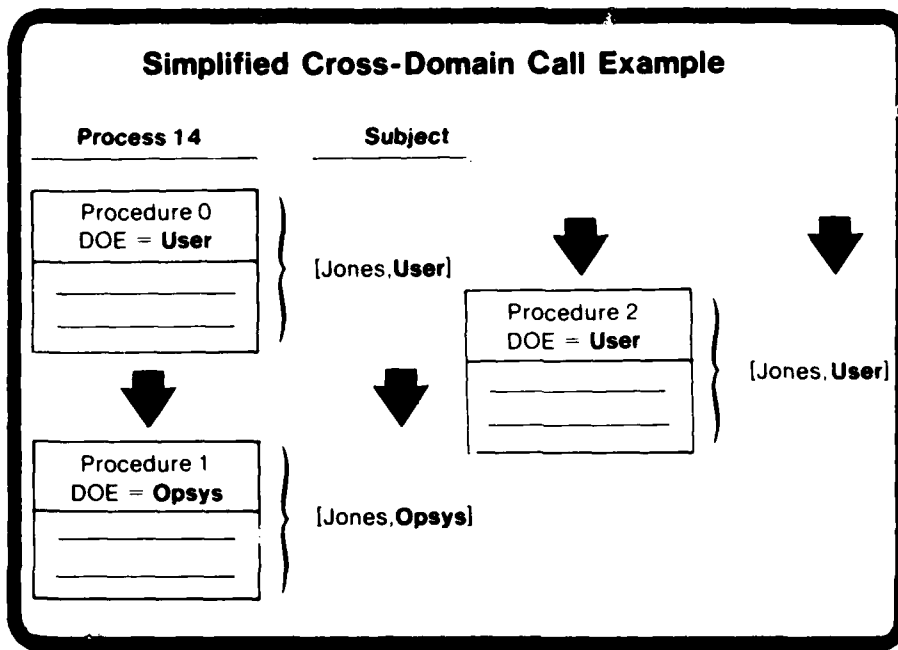 Simplified Cross-Domain Call Example
Process 14
Subject
Procedure 0
DOE = User
[Jones,User]
Procedure 1
DOE = Opsys
[Jones,Opsys]
Procedure 2
DOE = User
[Jones,User]